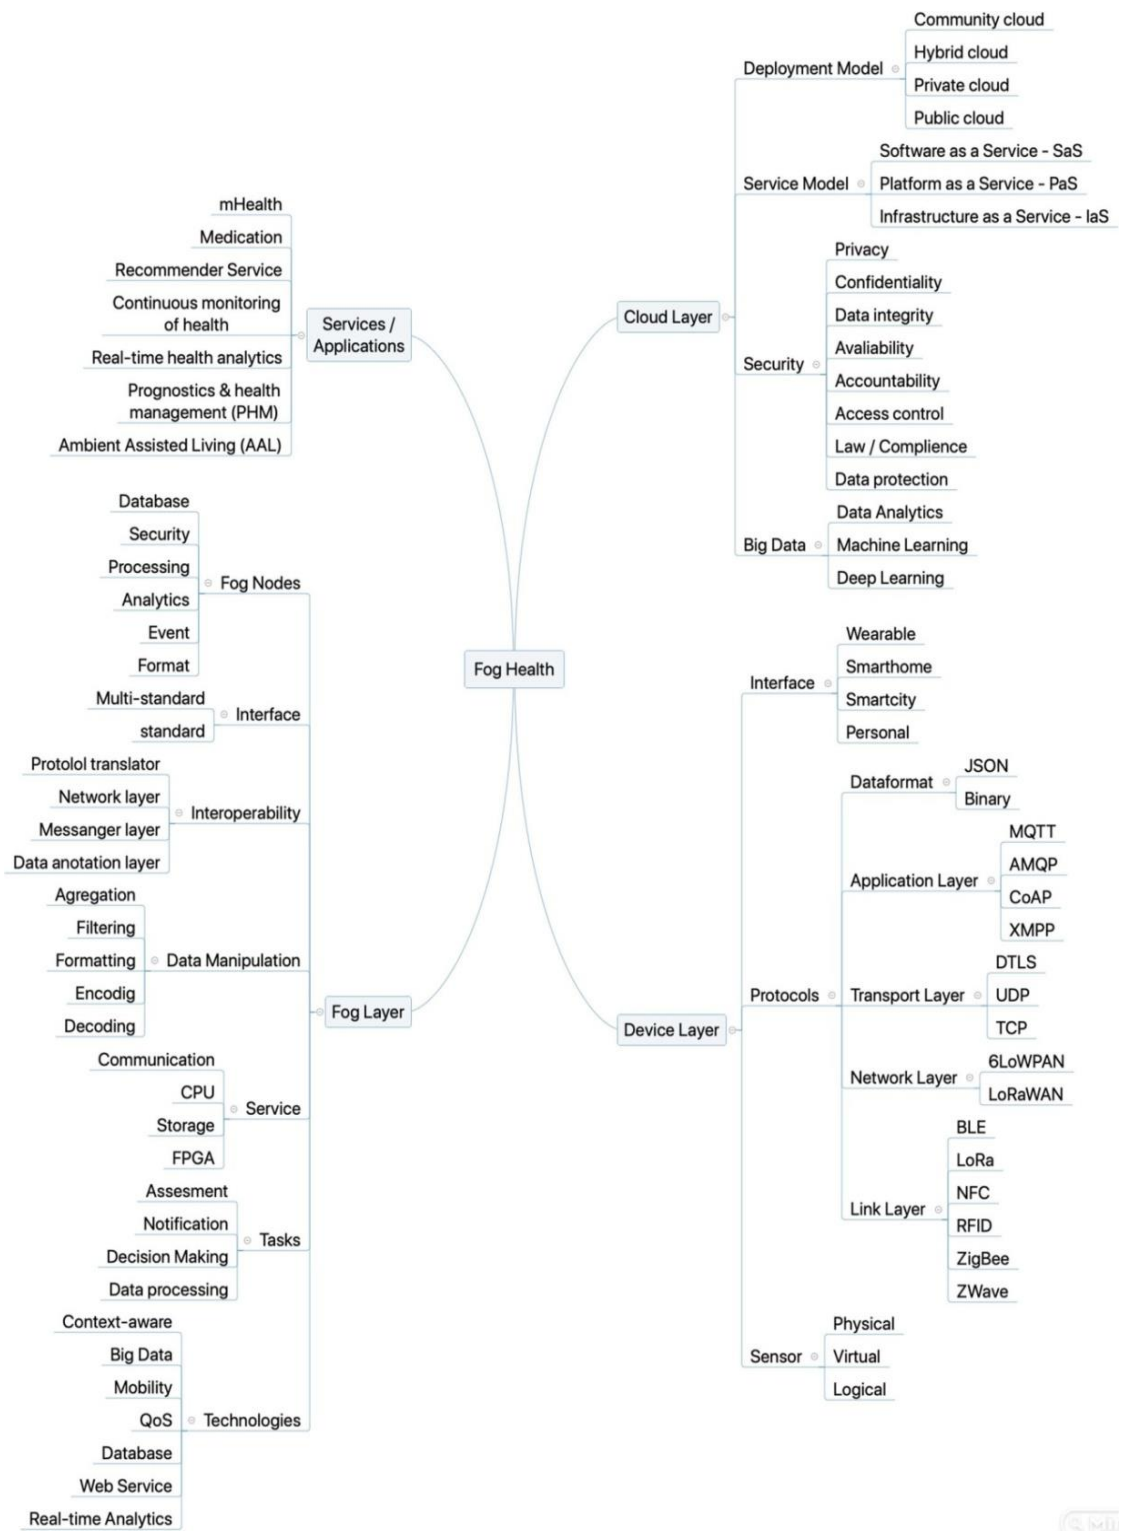 Community cloud
Hybrid cloud
Deployment Model
Private cloud
Public cloud
Software as a Service - SaS
Service Model
Platform as a Service - PaS
Infrastructure as a Service - IaS
Privacy
Confidentiality
Data integrity
Avaliability
Security
Accountability
Access control
Law / Complience
Data protection
Cloud Layer
Data Analytics
Big Data
Machine Learning
Deep Learning
mHealth
Medication
Recommender Service
Continuous monitoring
of health
Real-time health analytics
Prognostics & health
management (PHM)
Ambient Assisted Living (AAL)
Services /
Applications
Fog Health
Database
Security
Processing
Analytics
Event
Format
Fog Nodes
Multi-standard
standard
Interface
Protolol translator
Network layer
Messanger layer
Data anotation layer
Interoperability
Agregation
Filtering
Formatting
Encodig
Decoding
Data Manipulation
Fog Layer
Communication
CPU
Storage
FPGA
Service
Assesment
Notification
Decision Making
Data processing
Tasks
Context-aware
Big Data
Mobility
QoS
Database
Web Service
Real-time Analytics
Technologies
Device Layer
Interface
Wearable
Smarthome
Smartcity
Personal
Protocols
Dataformat
JSON
Binary
Application Layer
MQTT
AMQP
CoAP
XMPP
Transport Layer
DTLS
UDP
TCP
Network Layer
6LoWPAN
LoRaWAN
Link Layer
BLE
LoRa
NFC
RFID
ZigBee
ZWave
Sensor
Physical
Virtual
Logical